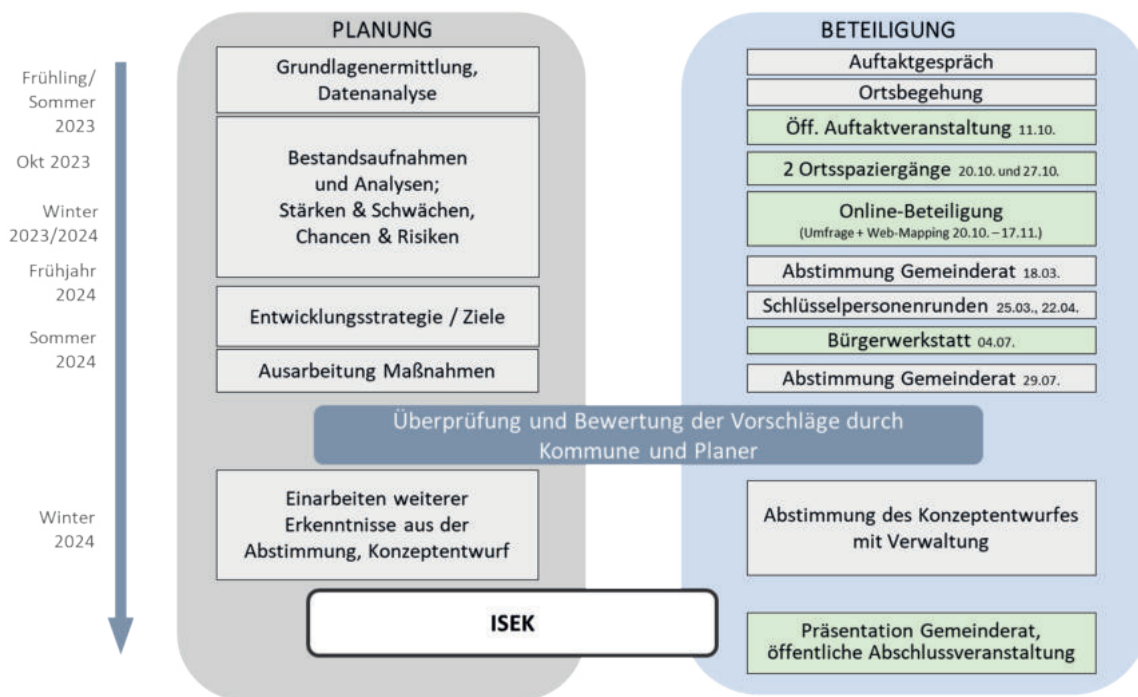 PLANUNG
BETEILIGUNG
Frühling/
Sommer
2023
Okt 2023
Winter
2023/2024
Frühjahr
2024
Sommer
2024
Winter
2024
Grundlagenermittlung,
Datenanalyse
Bestandsaufnahmen
und Analysen;
Stärken & Schwächen,
Chancen & Risiken
Entwicklungsstrategie / Ziele
Ausarbeitung Maßnahmen
Auftaktgespräch
Ortsbegehung
Öff. Auftaktveranstaltung 11.10.
2 Ortsspaziergänge 20.10. und 27.10.
Online-Beteiligung
(Umfrage + Web-Mapping 20.10. – 17.11.)
Abstimmung Gemeinderat 18.03.
Schlüsselpersonenrunden 25.03., 22.04.
Bürgerwerkstatt 04.07.
Abstimmung Gemeinderat 29.07.
Überprüfung und Bewertung der Vorschläge durch
Kommune und Planer
Einarbeiten weiterer
Erkenntnisse aus der
Abstimmung, Konzeptentwurf
Abstimmung des Konzeptentwurfes
mit Verwaltung
ISEK
Präsentation Gemeinderat,
öffentliche Abschlussveranstaltung